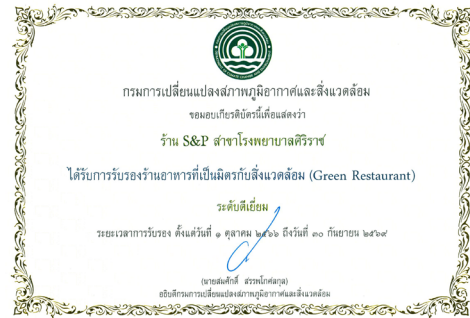 กรมการเปลี่ยนแปลงสภาพภูมิอากาศและสิ่งแวดล้อม
ขอมอบเกียรติบัตรนี้เพื่อแสดงว่า
ร้าน S&P สาขาโรงพยาบาลศิริราช
ได้รับการรับรองร้านอาหารที่เป็นมิตรกับสิ่งแวดล้อม (Green Restaurant)
ระดับดีเยี่ยม
ระยะเวลาการรับรอง ตั้งแต่วันที่ ๑ ตุลาคม ๒๕๖๖ ถึงวันที่ ๓๐ กันยายน ๒๕๖๙
(นายสมศักดิ์ สรรพโกศลกุล)
อธิบดีกรมการเปลี่ยนแปลงสภาพภูมิอากาศและสิ่งแวดล้อม